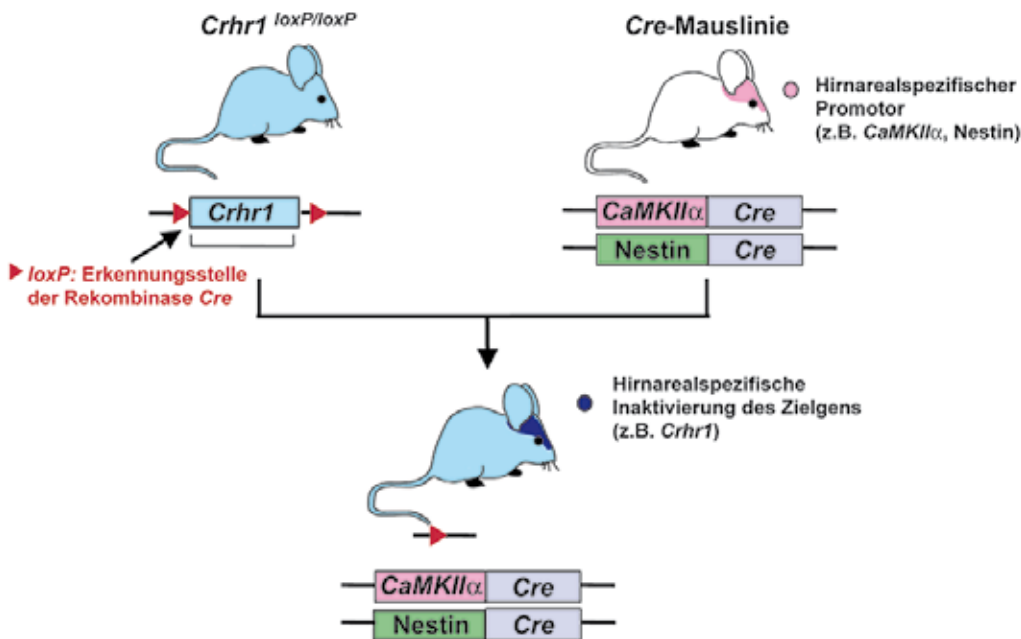 Crhr1 loxP/loxP
Crhr1
loxP: Erkennungsstelle
der Rekombinase Cre
Cre-Mauslinie
Hirnarealspezifischer
Promotor
(z.B. CaMKIIα, Nestin)
CaMKIIα Cre
Nestin Cre
Hirnarealspezifische
Inaktivierung des Zielgens
(z.B. Crhr1)
CaMKIIα Cre
Nestin Cre